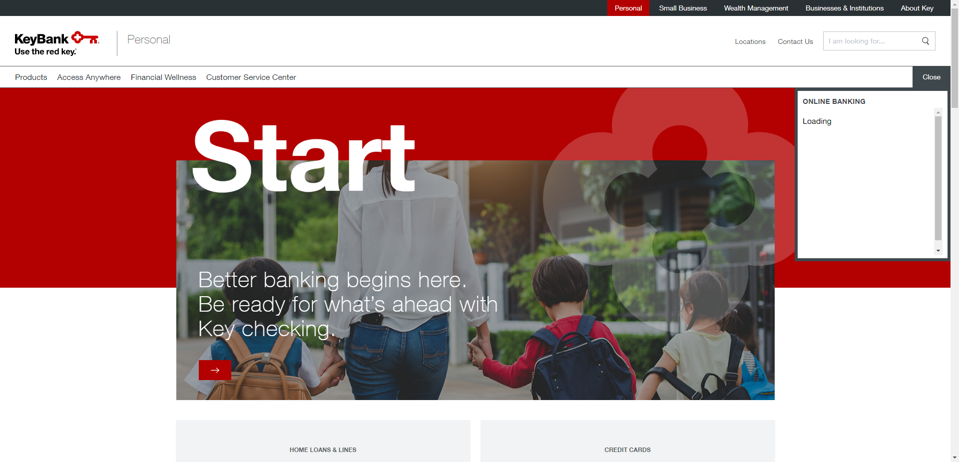 Personal
Small Business
Wealth Management
Businesses & Institutions
About Key
KeyBank
Use the red key.
Personal
Locations
Contact Us
I am looking for...
Products
Access Anywhere
Financial Wellness
Customer Service Center
Close
ONLINE BANKING
Loading
Start
Better banking begins here.
Be ready for what's ahead with
Key checking.
HOME LOANS & LINES
CREDIT CARDS